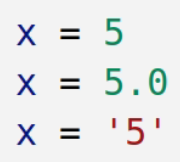 x = 5
x = 5.0
x = '5'